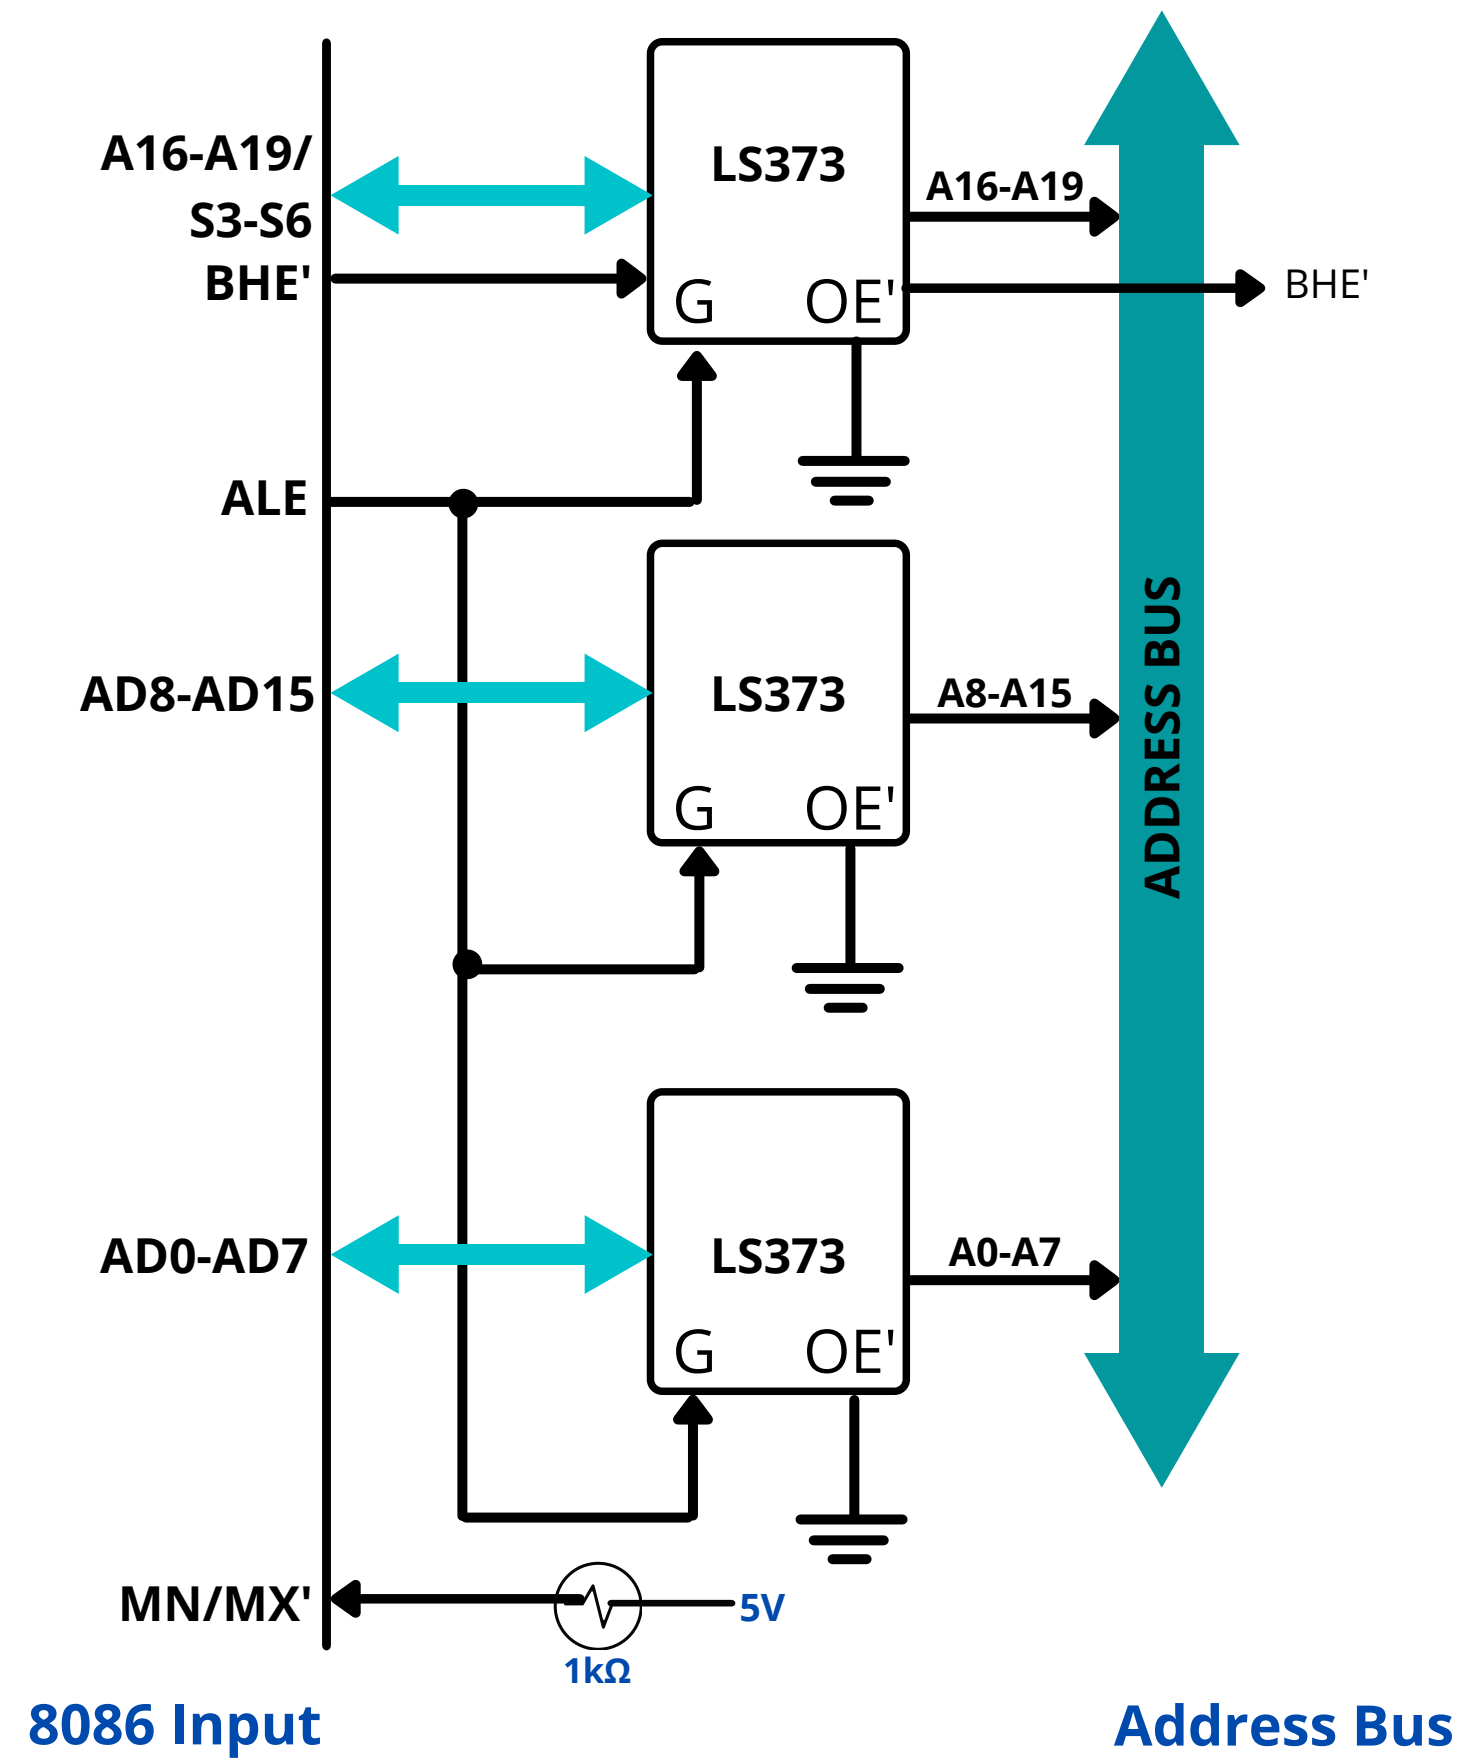 A16-A19/
S3-S6
BHE'
LS373
G OE'
A16-A19
BHE'
ALE
AD8-AD15
LS373
G OE'
A8-A15
ADDRESS BUS
AD0-AD7
LS373
G OE'
A0-A7
MN/MX'
5V
1kΩ
8086 Input
Address Bus